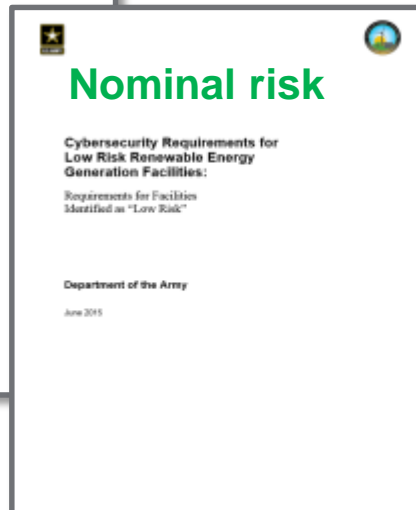 Nominal risk
Cybersecurity Requirements for
Low Risk Renewable Energy
Generation Facilities:
Requirements for Facilities
Identified as "Low Risk"
Department of the Army
June 2015